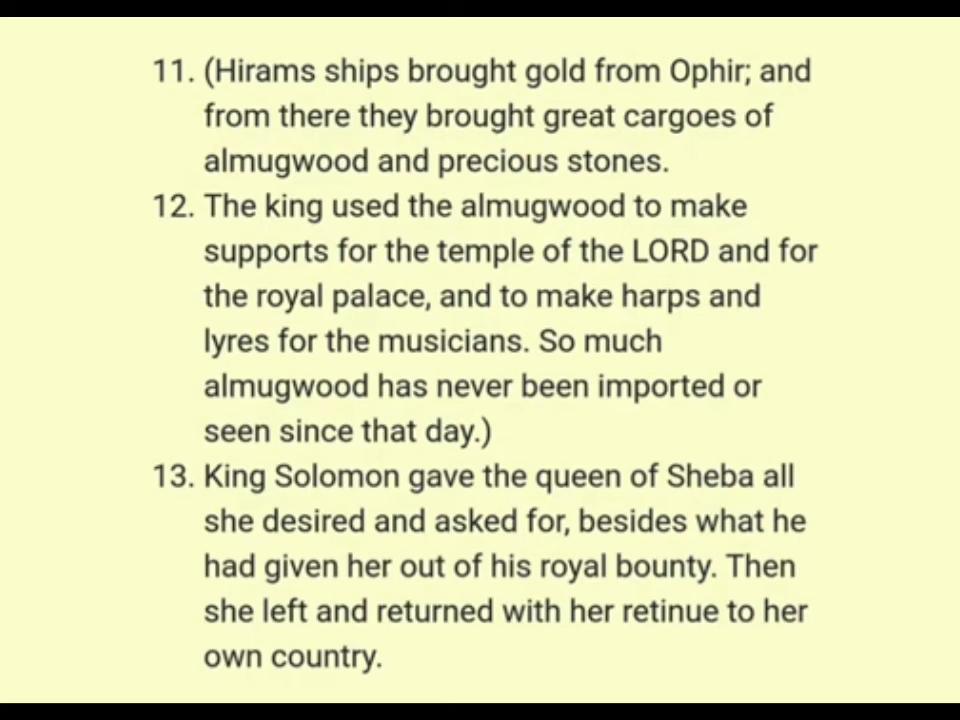 11. (Hirams ships brought gold from Ophir; and
from there they brought great cargoes of
almugwood and precious stones.
12. The king used the almugwood to make
supports for the temple of the LORD and for
the royal palace, and to make harps and
lyres for the musicians. So much
almugwood has never been imported or
seen since that day.)
13. King Solomon gave the queen of Sheba all
she desired and asked for, besides what he
had given her out of his royal bounty. Then
she left and returned with her retinue to her
own country.